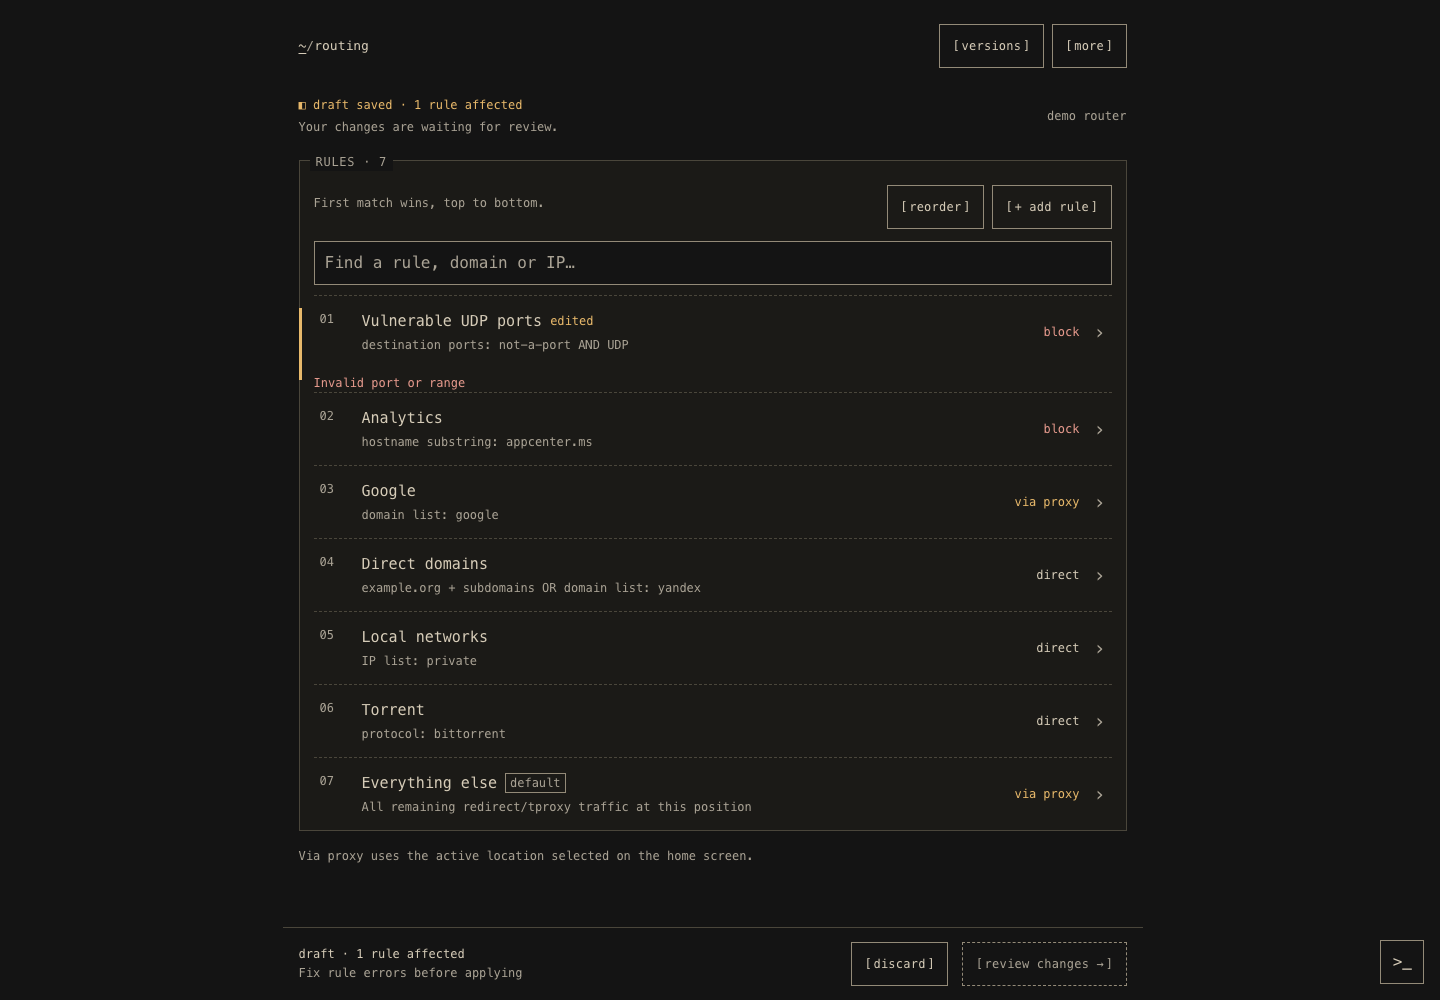 ~/routing
[versions] [more]
◧ draft saved · 1 rule affected
Your changes are waiting for review.
demo router
RULES · 7
First match wins, top to bottom.
[reorder] [+ add rule]
Find a rule, domain or IP…
01 Vulnerable UDP ports edited
destination ports: not-a-port AND UDP
block ›
Invalid port or range
02 Analytics
hostname substring: appcenter.ms
block ›
03 Google
domain list: google
via proxy ›
04 Direct domains
example.org + subdomains OR domain list: yandex
direct ›
05 Local networks
IP list: private
direct ›
06 Torrent
protocol: bittorrent
direct ›
07 Everything else default
All remaining redirect/tproxy traffic at this position
via proxy ›
Via proxy uses the active location selected on the home screen.
draft · 1 rule affected
Fix rule errors before applying
[discard] [review changes →]
>_